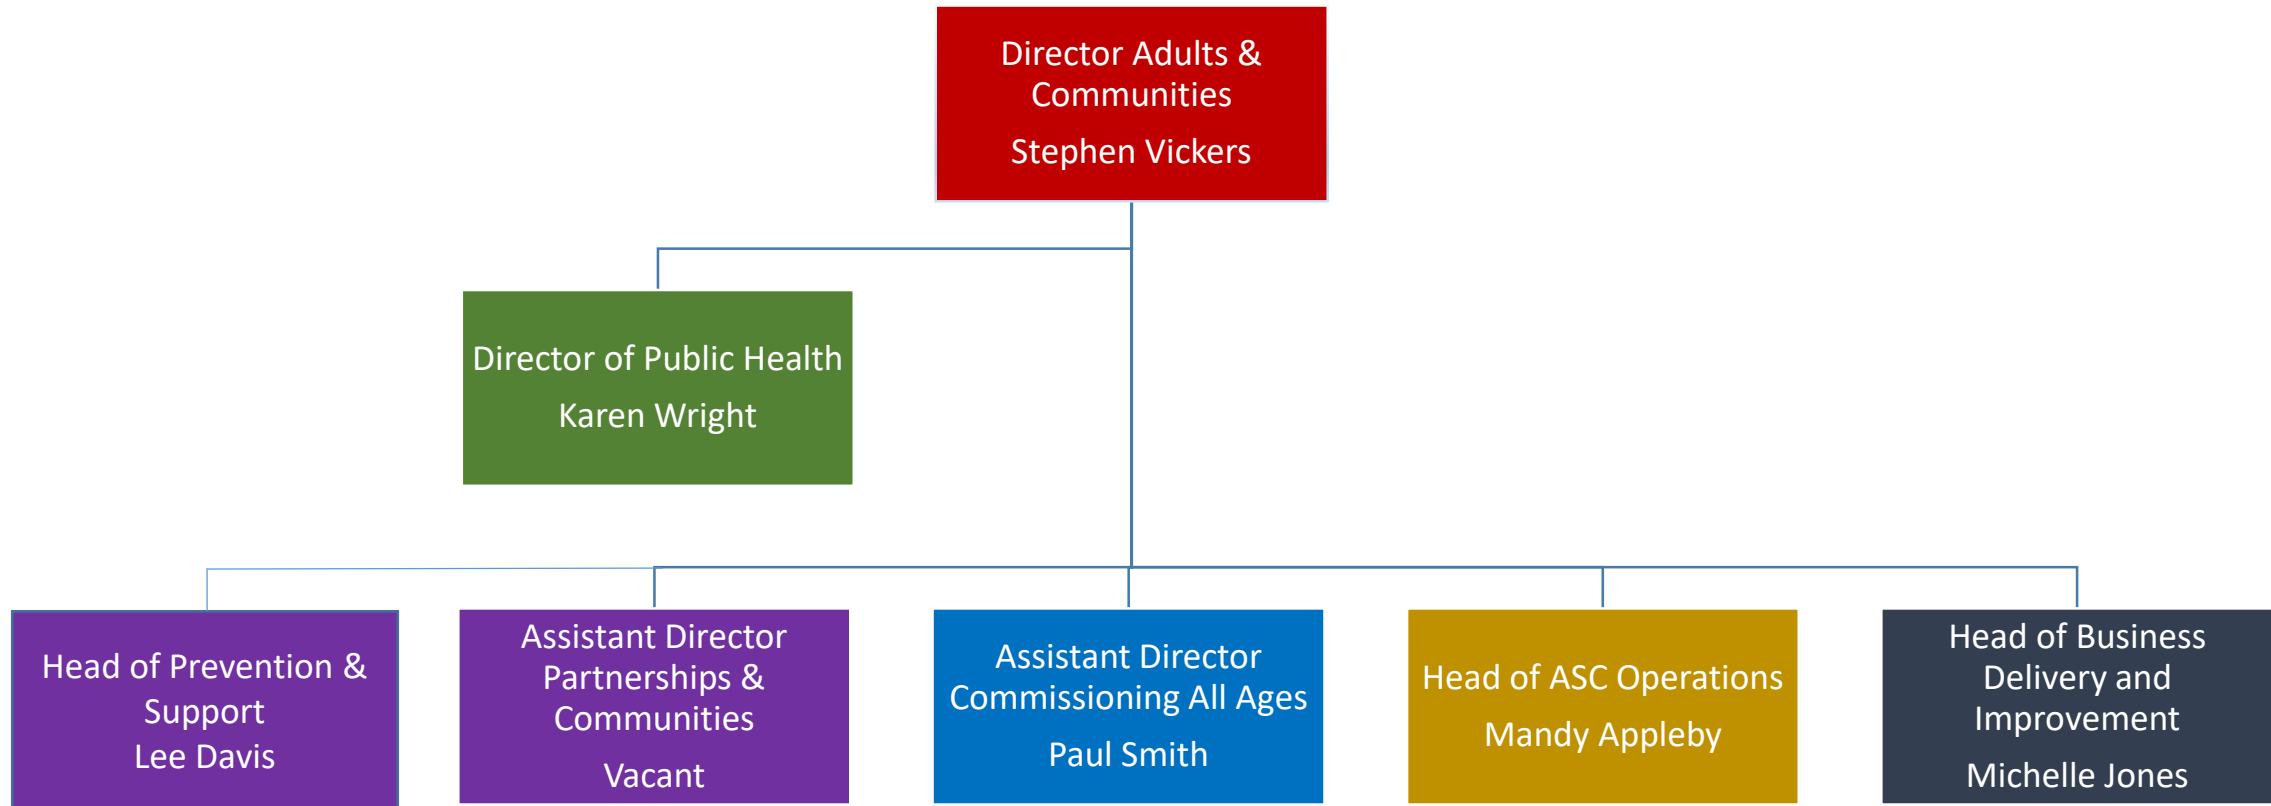 Director Adults &
Communities
Stephen Vickers
Director of Public Health
Karen Wright
Head of Prevention &
Support
Lee Davis
Assistant Director
Partnerships &
Communities
Vacant
Assistant Director
Commissioning All Ages
Paul Smith
Head of ASC Operations
Mandy Appleby
Head of Business
Delivery and
Improvement
Michelle Jones